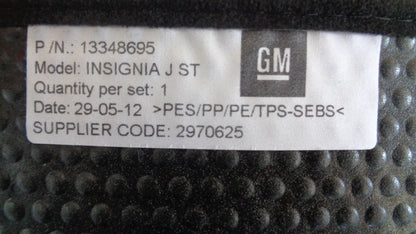 P/N.: 13348695
Model: INSIGNIA J ST
Quantity per set: 1
Date: 29-05-12 >PES/PP/PE/TPS-SEBS<
SUPPLIER CODE: 2970625
GM